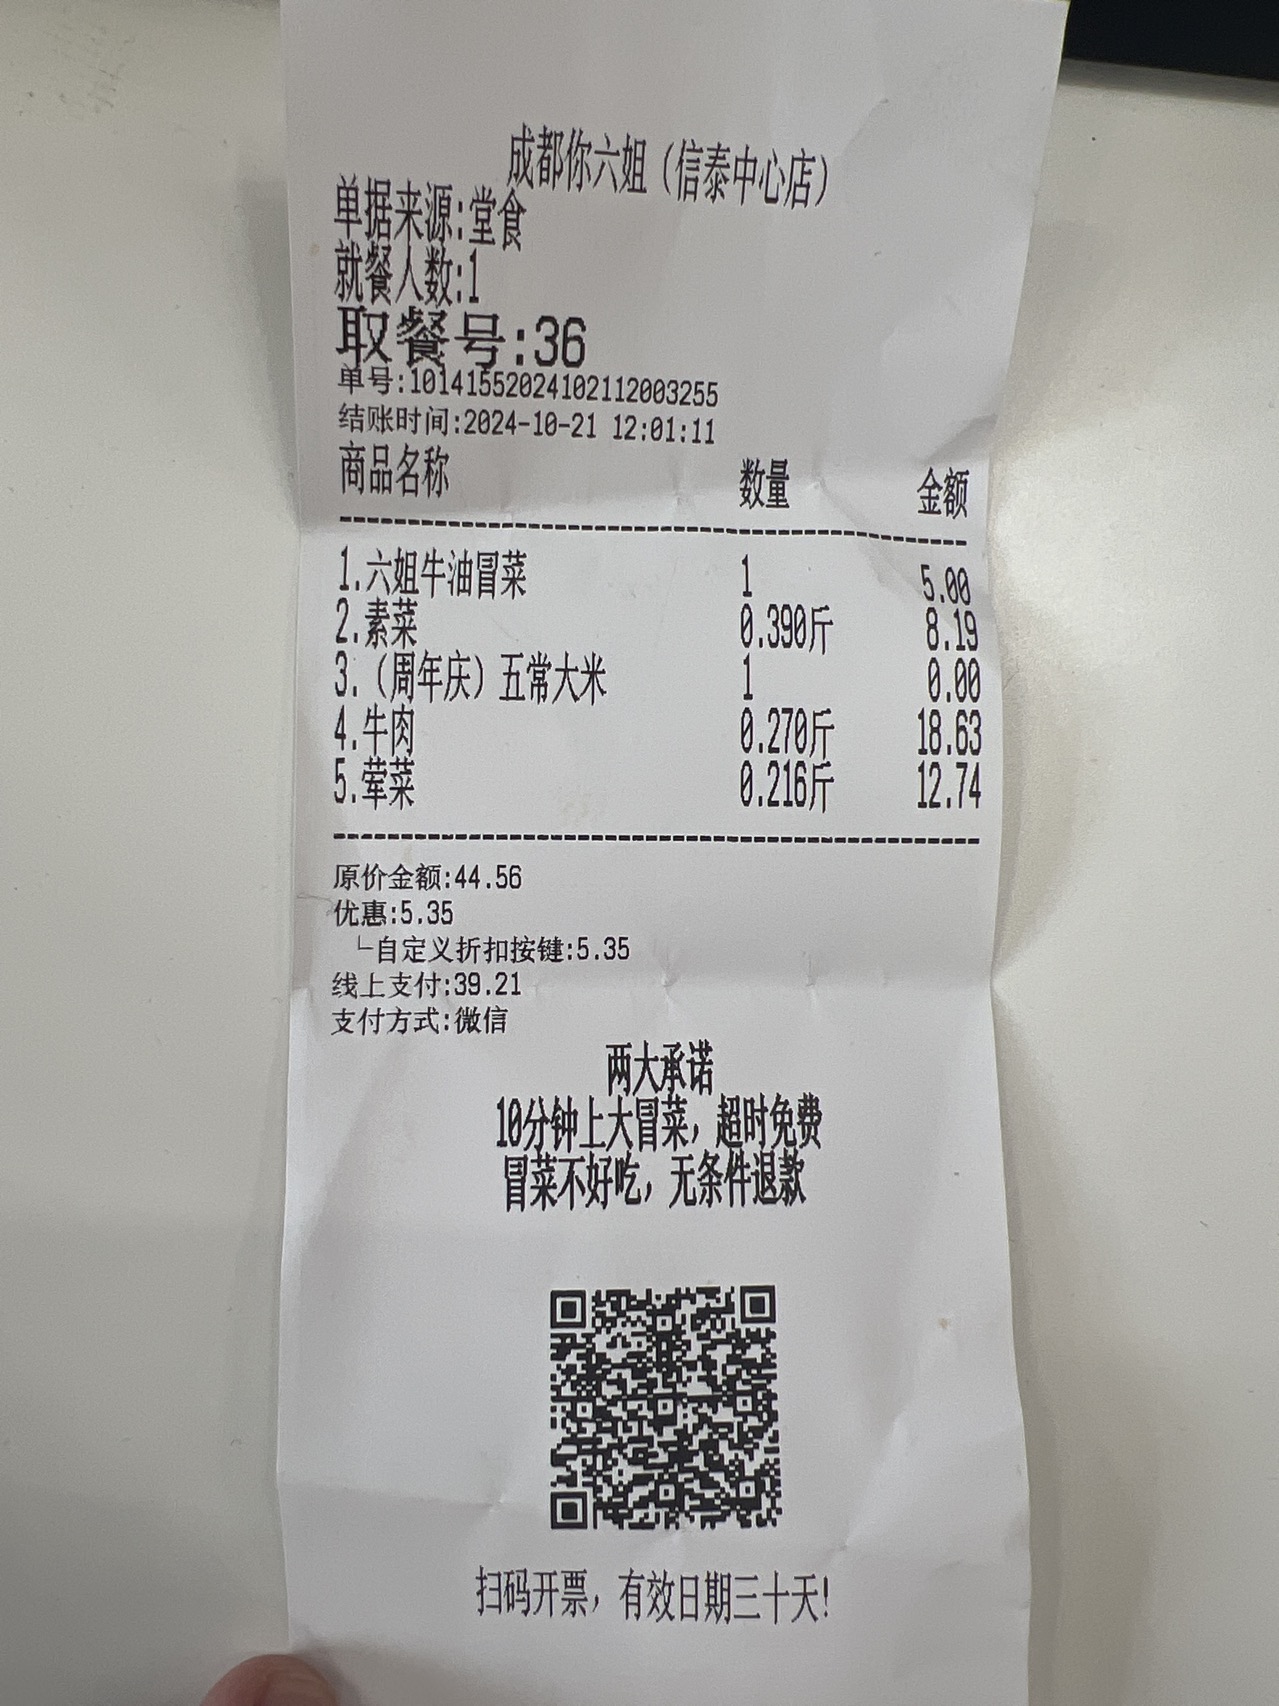 成都你六姐（信泰中心店）
单据来源:堂食
就餐人数:1
取餐号:36
单号:10141552024102112003255
结账时间:2024-10-21 12:01:11
商品名称 数量 金额
1.六姐牛油冒菜 1 5.00
2.素菜 0.390斤 8.19
3.（周年庆）五常大米 1 0.00
4.牛肉 0.270斤 18.63
5.荤菜 0.216斤 12.74
原价金额:44.56
优惠:5.35
└自定义折扣按键:5.35
线上支付:39.21
支付方式:微信
两大承诺
10分钟上大冒菜，超时免费
冒菜不好吃，无条件退款
扫码开票，有效日期三十天!